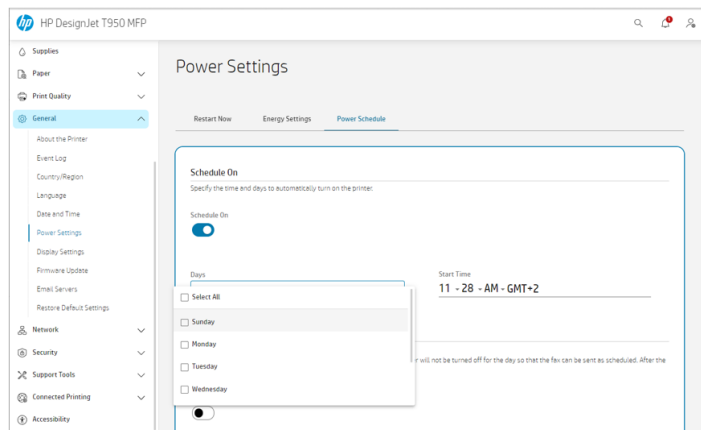 hp HP DesignJet T950 MFP
Supplies
Paper
Print Quality
General
About the Printer
Event Log
Country/Region
Language
Date and Time
Power Settings
Display Settings
Firmware Update
Email Servers
Restore Default Settings
Network
Security
Support Tools
Connected Printing
Accessibility
Power Settings
Restart Now
Energy Settings
Power Schedule
Schedule On
Specify the time and days to automatically turn on the printer.
Schedule On
Days
Select All
Sunday
Monday
Tuesday
Wednesday
Start Time
11 - 28 - AM - GMT+2
will not be turned off for the day so that the fax can be sent as scheduled. After the